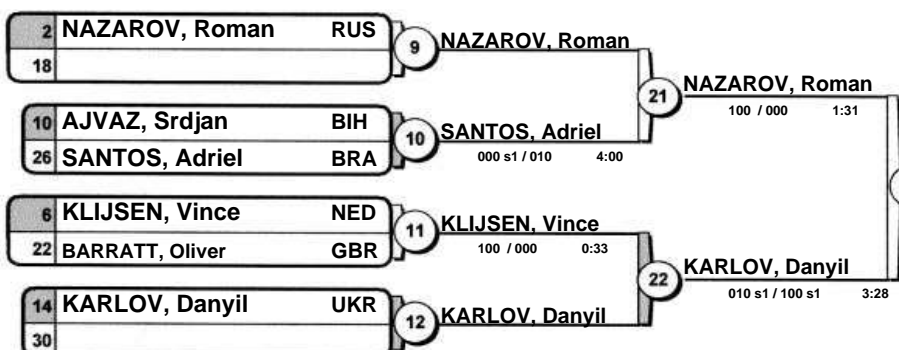 2 NAZAROV, Roman RUS
18
9
NAZAROV, Roman
10 AJVAZ, Srdjan BIH
26 SANTOS, Adriel BRA
10
SANTOS, Adriel
000 s1 / 010 4:00
21
NAZAROV, Roman
100 / 000 1:31
6 KLIJSEN, Vince NED
22 BARRATT, Oliver GBR
11
KLIJSEN, Vince
100 / 000 0:33
14 KARLOV, Danyil UKR
30
12
KARLOV, Danyil
22
KARLOV, Danyil
010 s1 / 100 s1 3:28